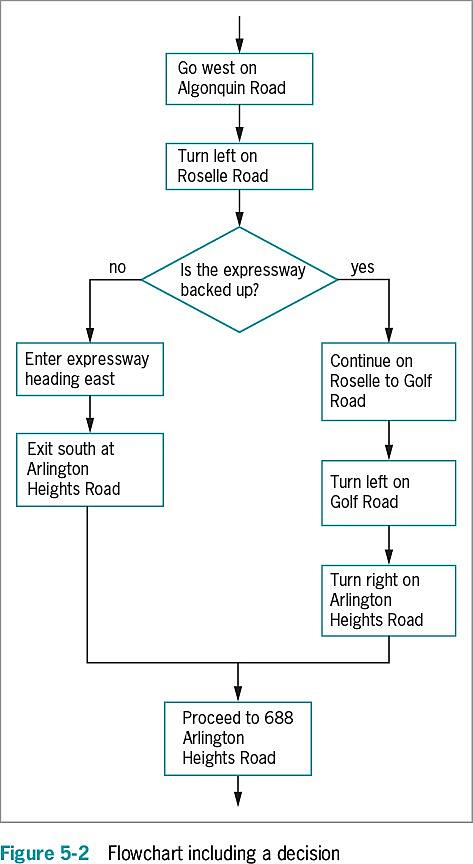 Go west on
Algonquin Road
Turn left on
Roselle Road
Is the expressway
backed up?
no
yes
Enter expressway
heading east
Exit south at
Arlington
Heights Road
Continue on
Roselle to Golf
Road
Turn left on
Golf Road
Turn right on
Arlington
Heights Road
Proceed to 688
Arlington
Heights Road
Figure 5-2 Flowchart including a decision